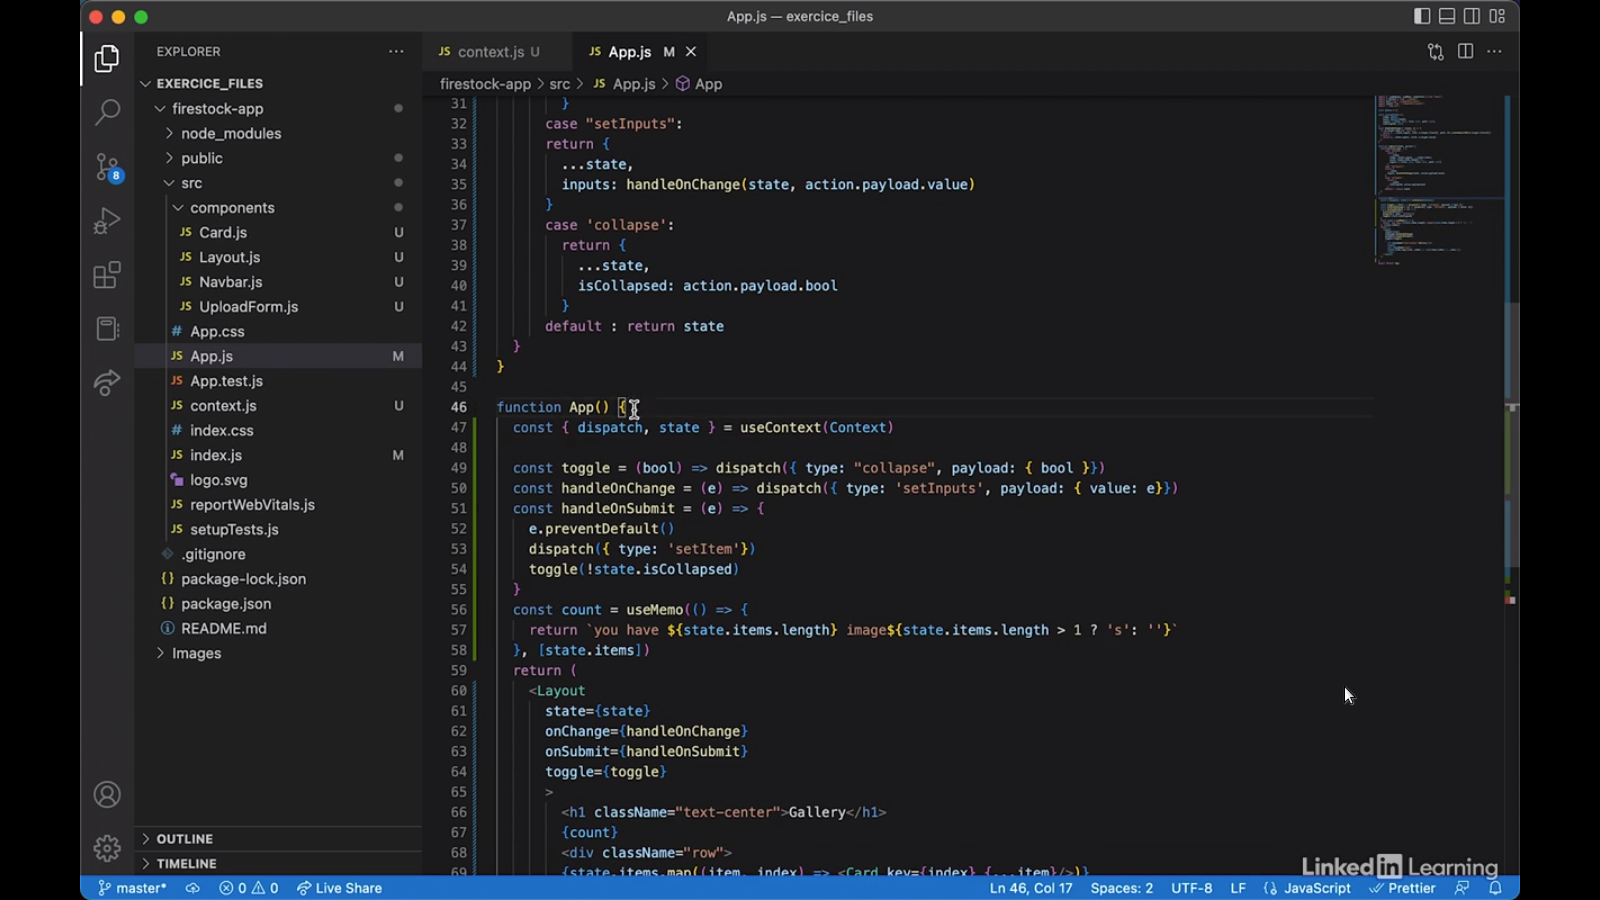 App.js — exercice_files
EXPLORER
EXERCICE_FILES
firestock-app
node_modules
public
src
components
JS Card.js U
JS Layout.js U
JS Navbar.js U
JS UploadForm.js U
# App.css
JS App.js M
JS App.test.js
JS context.js U
# index.css
JS index.js M
logo.svg
JS reportWebVitals.js
JS setupTests.js
.gitignore
{} package-lock.json
{} package.json
README.md
Images
OUTLINE
TIMELINE
8
JS context.js U
JS App.js M
firestock-app > src > JS App.js > App
31 }
32 case "setInputs":
33 return {
34 ...state,
35 inputs: handleOnChange(state, action.payload.value)
36 }
37 case 'collapse':
38 return {
39 ...state,
40 isCollapsed: action.payload.bool
41 }
42 default : return state
43 }
44 }
45
46 function App() {
47 const { dispatch, state } = useContext(Context)
48
49 const toggle = (bool) => dispatch({ type: "collapse", payload: { bool }})
50 const handleOnChange = (e) => dispatch({ type: 'setInputs', payload: { value: e}})
51 const handleOnSubmit = (e) => {
52 e.preventDefault()
53 dispatch({ type: 'setItem'})
54 toggle(!state.isCollapsed)
55 }
56 const count = useMemo(() => {
57 return `you have ${state.items.length} image${state.items.length > 1 ? 's': ''}`
58 }, [state.items])
59 return (
60 <Layout
61 state={state}
62 onChange={handleOnChange}
63 onSubmit={handleOnSubmit}
64 toggle={toggle}
65 >
66 <h1 className="text-center">Gallery</h1>
67 {count}
68 <div className="row">
69 {state.items.map((item, index) => <Card key={index} {...item}/>)}
LinkedIn Learning
master* 0 0 Live Share Ln 46, Col 17 Spaces: 2 UTF-8 LF {} JavaScript Prettier